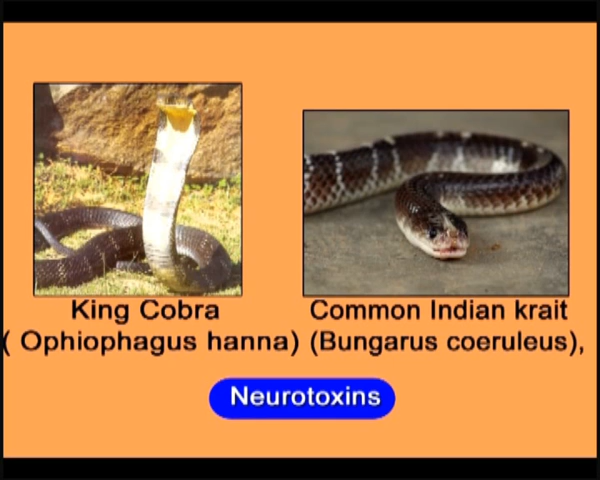 King Cobra
( Ophiophagus hanna)
Common Indian krait
(Bungarus coeruleus),
Neurotoxins